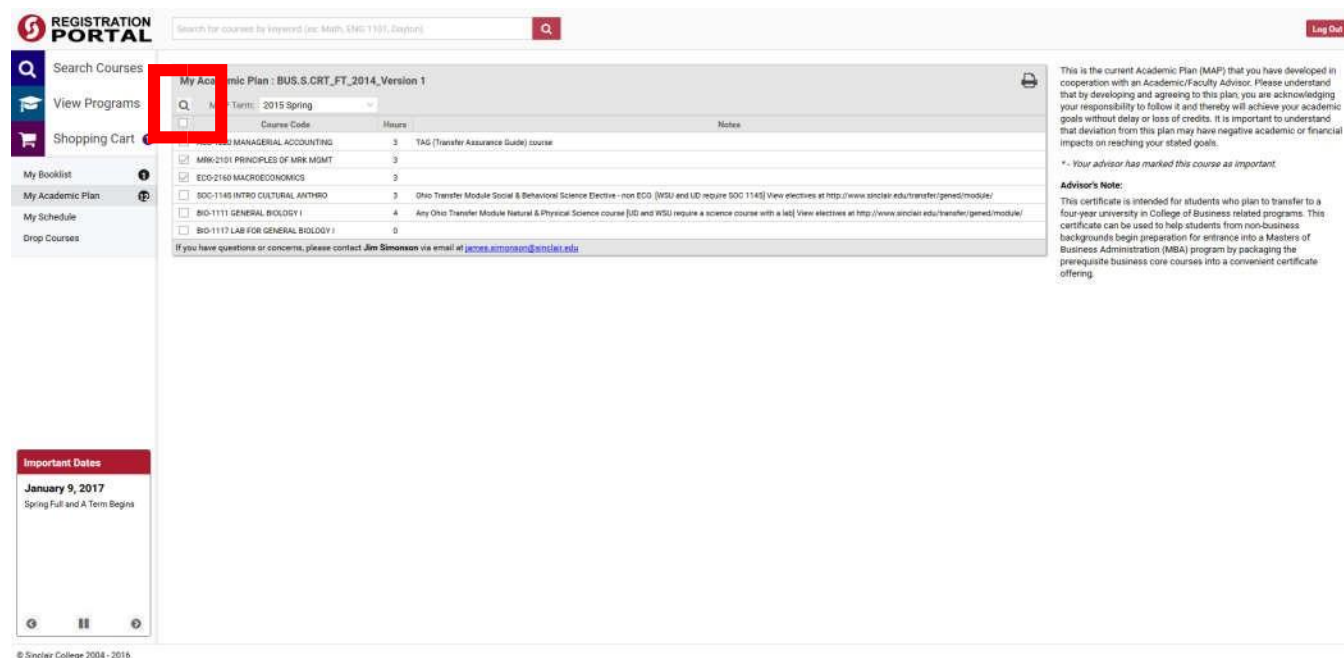 REGISTRATION
PORTAL
Search for courses by keyword (ex: Math, ENG 1101, Dayton)
Log Out
Search Courses
View Programs
Shopping Cart
My Booklist 1
My Academic Plan 12
My Schedule
Drop Courses
My Academic Plan : BUS.S.CRT_FT_2014_Version 1
Term: 2015 Spring
Course Code Hours Notes
MANAGERIAL ACCOUNTING 3 TAG (Transfer Assurance Guide) course
MRK-2101 PRINCIPLES OF MRK MGMT 3
ECO-2160 MACROECONOMICS 3
SOC-1145 INTRO CULTURAL ANTHRO 3 Ohio Transfer Module Social & Behavioral Science Elective - non ECO. [WSU and UD require SOC 1145] View electives at http://www.sinclair.edu/transfer/gened/module/
BIO-1111 GENERAL BIOLOGY I 4 Any Ohio Transfer Module Natural & Physical Science course [UD and WSU require a science course with a lab] View electives at http://www.sinclair.edu/transfer/gened/module/
BIO-1117 LAB FOR GENERAL BIOLOGY I 0
If you have questions or concerns, please contact Jim Simonson via email at james.simonson@sinclair.edu
This is the current Academic Plan (MAP) that you have developed in
cooperation with an Academic/Faculty Advisor. Please understand
that by developing and agreeing to this plan, you are acknowledging
your responsibility to follow it and thereby will achieve your academic
goals without delay or loss of credits. It is important to understand
that deviation from this plan may have negative academic or financial
impacts on reaching your stated goals.
* - Your advisor has marked this course as important.
Advisor's Note:
This certificate is intended for students who plan to transfer to a
four-year university in College of Business related programs. This
certificate can be used to help students from non-business
backgrounds begin preparation for entrance into a Masters of
Business Administration (MBA) program by packaging the
prerequisite business core courses into a convenient certificate
offering.
Important Dates
January 9, 2017
Spring Full and A Term Begins
© Sinclair College 2004 - 2016